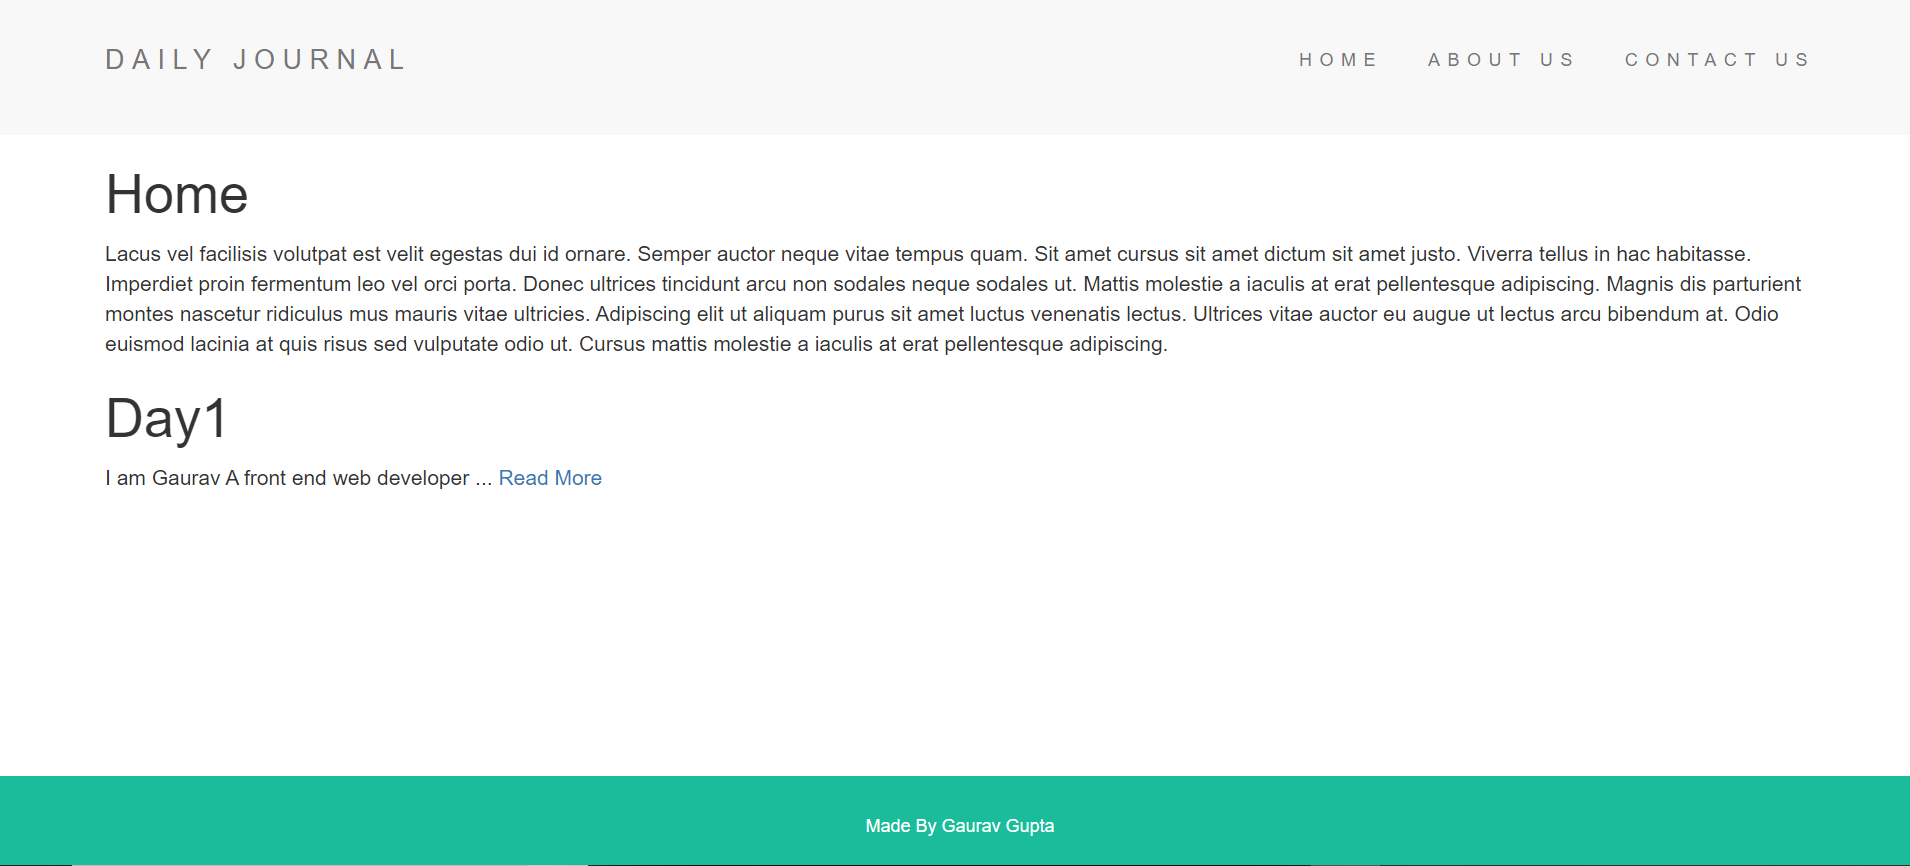 DAILY JOURNAL
HOME ABOUT US CONTACT US
Home
Lacus vel facilisis volutpat est velit egestas dui id ornare. Semper auctor neque vitae tempus quam. Sit amet cursus sit amet dictum sit amet justo. Viverra tellus in hac habitasse.
Imperdiet proin fermentum leo vel orci porta. Donec ultrices tincidunt arcu non sodales neque sodales ut. Mattis molestie a iaculis at erat pellentesque adipiscing. Magnis dis parturient
montes nascetur ridiculus mus mauris vitae ultricies. Adipiscing elit ut aliquam purus sit amet luctus venenatis lectus. Ultrices vitae auctor eu augue ut lectus arcu bibendum at. Odio
euismod lacinia at quis risus sed vulputate odio ut. Cursus mattis molestie a iaculis at erat pellentesque adipiscing.
Day1
I am Gaurav A front end web developer ... Read More
Made By Gaurav Gupta